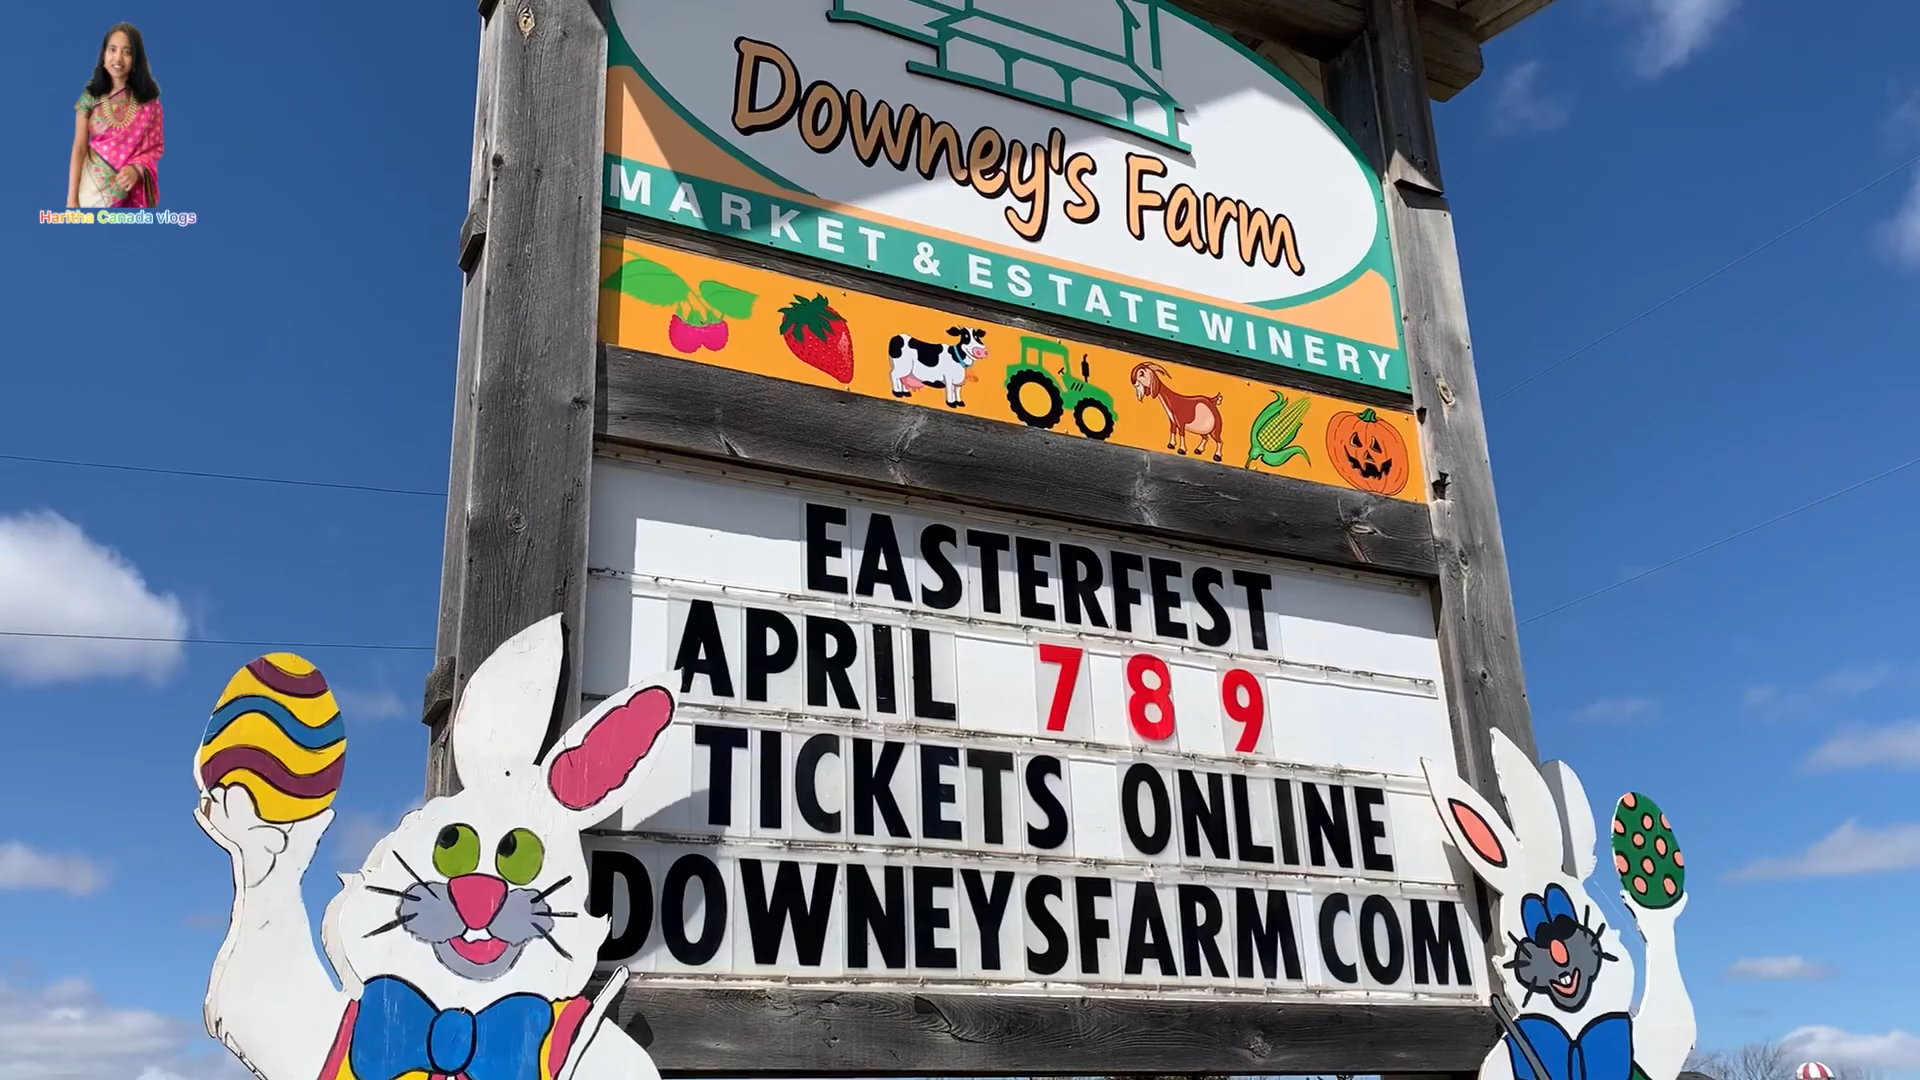 Haritha Canada vlogs
Downey's Farm
MARKET & ESTATE WINERY
EASTERFEST
APRIL 7 8 9
TICKETS ONLINE
DOWNEYSFARM COM